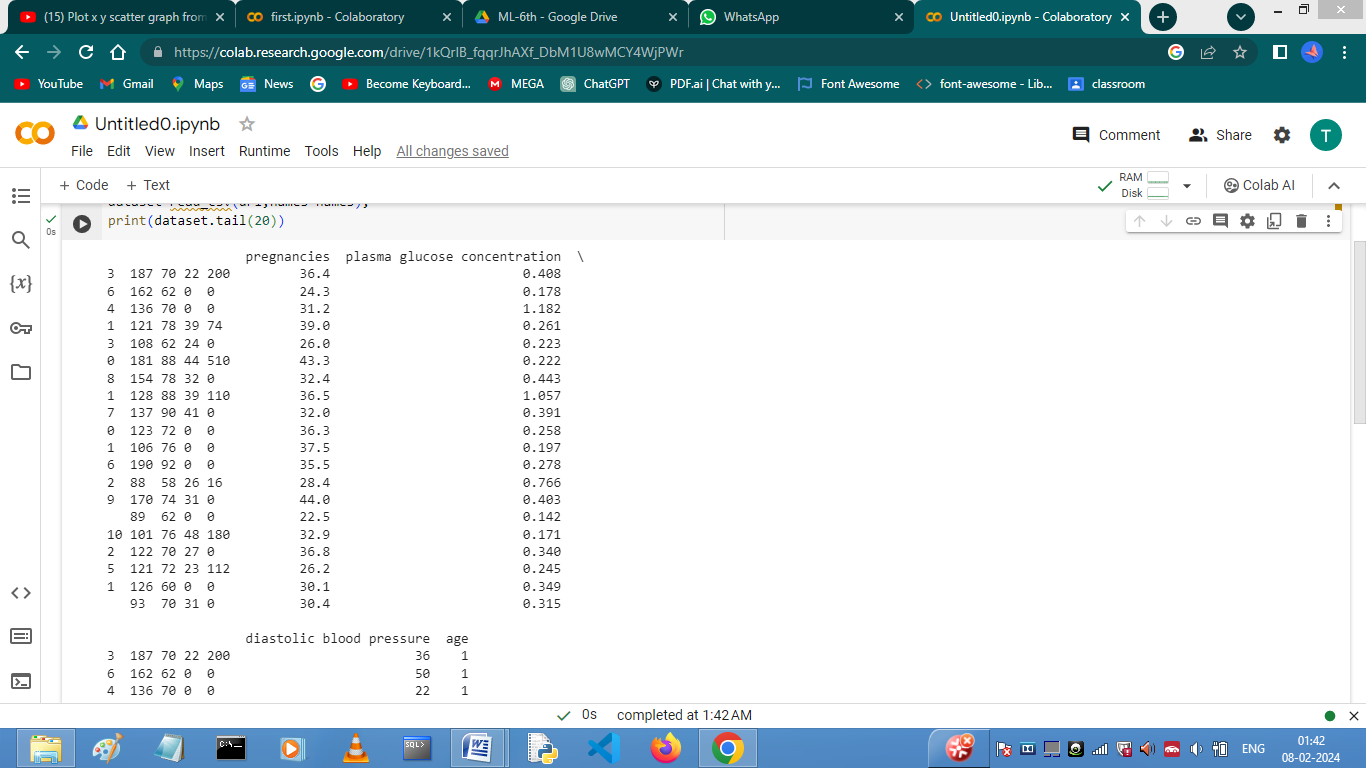 (15) Plot x y scatter graph from
first.ipynb - Colaboratory
ML-6th - Google Drive
WhatsApp
Untitled0.ipynb - Colaboratory
https://colab.research.google.com/drive/1kQrIB_fqqrJhAXf_DbM1U8wMCY4WjPWr
YouTube Gmail Maps News Become Keyboard... MEGA ChatGPT PDF.ai | Chat with y... Font Awesome font-awesome - Lib... classroom
Untitled0.ipynb
Comment Share T
File Edit View Insert Runtime Tools Help All changes saved
+ Code + Text
RAM
Disk
Colab AI
0s
print(dataset.tail(20))
pregnancies plasma glucose concentration \
3 187 70 22 200 36.4 0.408
6 162 62 0 0 24.3 0.178
4 136 70 0 0 31.2 1.182
1 121 78 39 74 39.0 0.261
3 108 62 24 0 26.0 0.223
0 181 88 44 510 43.3 0.222
8 154 78 32 0 32.4 0.443
1 128 88 39 110 36.5 1.057
7 137 90 41 0 32.0 0.391
0 123 72 0 0 36.3 0.258
1 106 76 0 0 37.5 0.197
6 190 92 0 0 35.5 0.278
2 88 58 26 16 28.4 0.766
9 170 74 31 0 44.0 0.403
89 62 0 0 22.5 0.142
10 101 76 48 180 32.9 0.171
2 122 70 27 0 36.8 0.340
5 121 72 23 112 26.2 0.245
1 126 60 0 0 30.1 0.349
93 70 31 0 30.4 0.315
diastolic blood pressure age
3 187 70 22 200 36 1
6 162 62 0 0 50 1
4 136 70 0 0 22 1
0s completed at 1:42 AM
ENG
01:42
08-02-2024